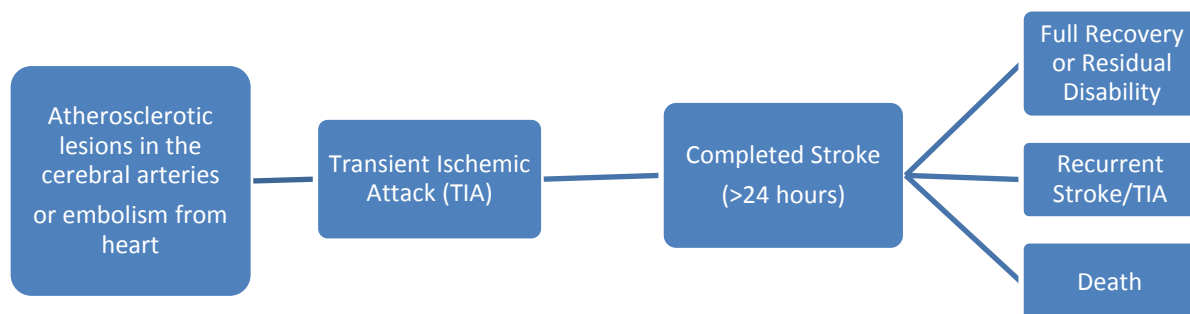 Atherosclerotic
lesions in the
cerebral arteries
or embolism from
heart
Transient Ischemic
Attack (TIA)
Completed Stroke
(>24 hours)
Full Recovery
or Residual
Disability
Recurrent
Stroke/TIA
Death